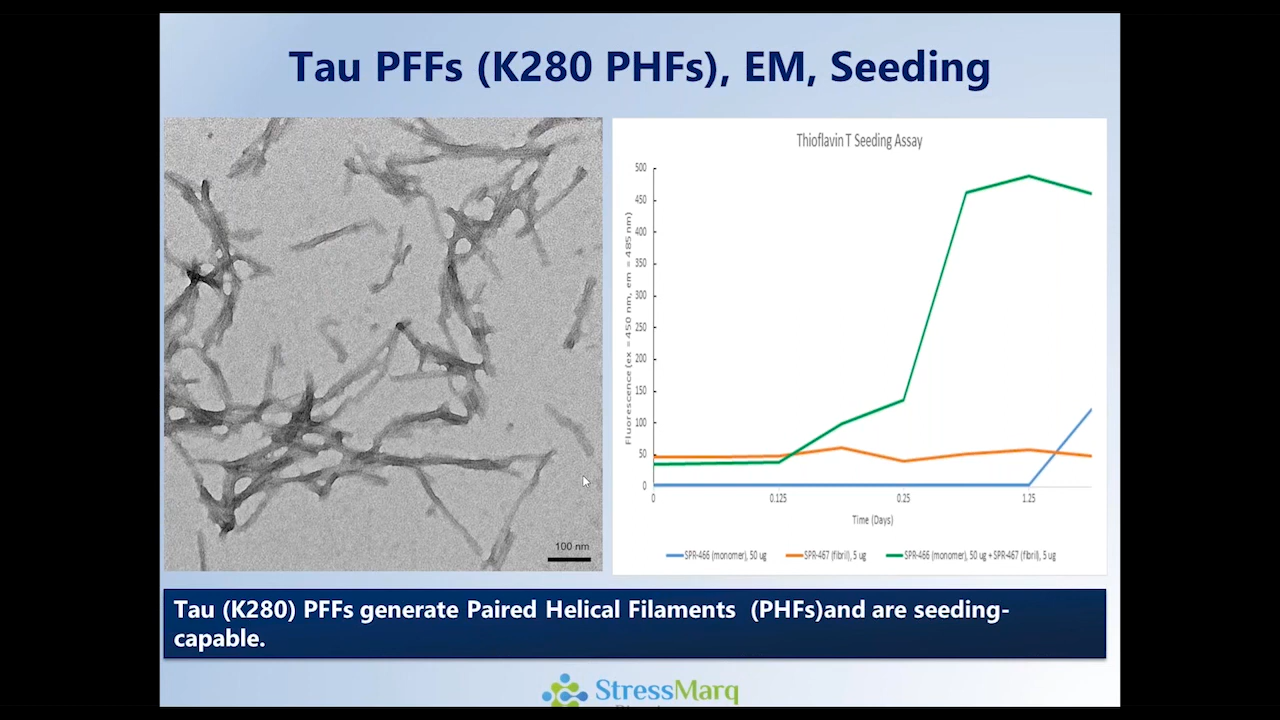 Tau PFFs (K280 PHFs), EM, Seeding
100 nm
Thioflavin T Seeding Assay
Fluorescence (ex = 450 nm, em = 485 nm)
500
450
400
350
300
250
200
150
100
50
0
0 0.125 0.25 1.25
Time (Days)
SPR-466 (monomer), 50 ug SPR-467 (fibril), 5 ug SPR-466 (monomer), 50 ug + SPR-467 (fibril), 5 ug
Tau (K280) PFFs generate Paired Helical Filaments (PHFs)and are seeding-
capable.
StressMarq